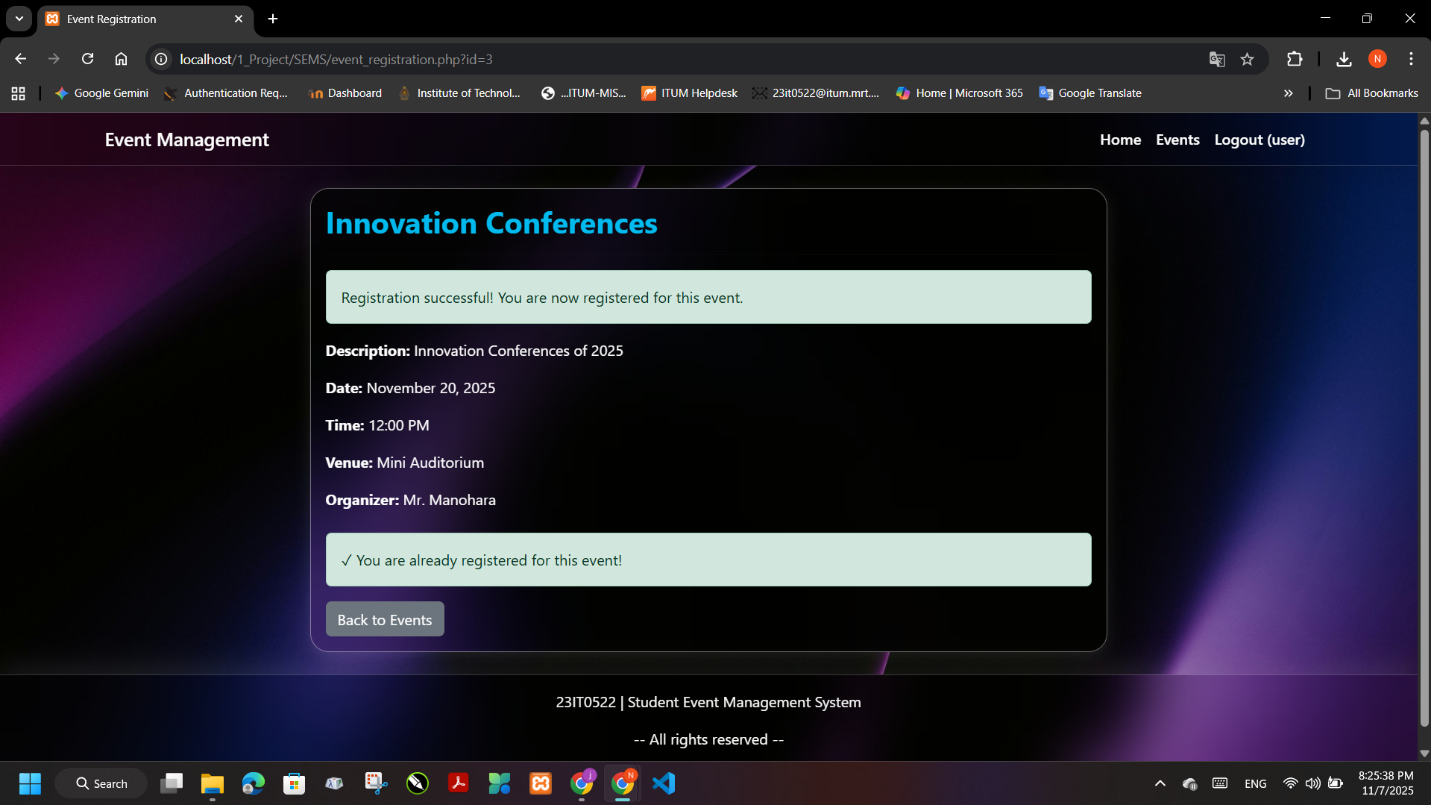 Event Registration
localhost/1_Project/SEMS/event_registration.php?id=3
N
Google Gemini
Authentication Req...
Dashboard
Institute of Technol...
...ITUM-MIS...
ITUM Helpdesk
23it0522@itum.mrt....
Home | Microsoft 365
Google Translate
»
All Bookmarks
Event Management
Home
Events
Logout (user)
Innovation Conferences
Registration successful! You are now registered for this event.
Description: Innovation Conferences of 2025
Date: November 20, 2025
Time: 12:00 PM
Venue: Mini Auditorium
Organizer: Mr. Manohara
✓ You are already registered for this event!
Back to Events
23IT0522 | Student Event Management System
-- All rights reserved --
Search
ENG
8:25:38 PM
11/7/2025